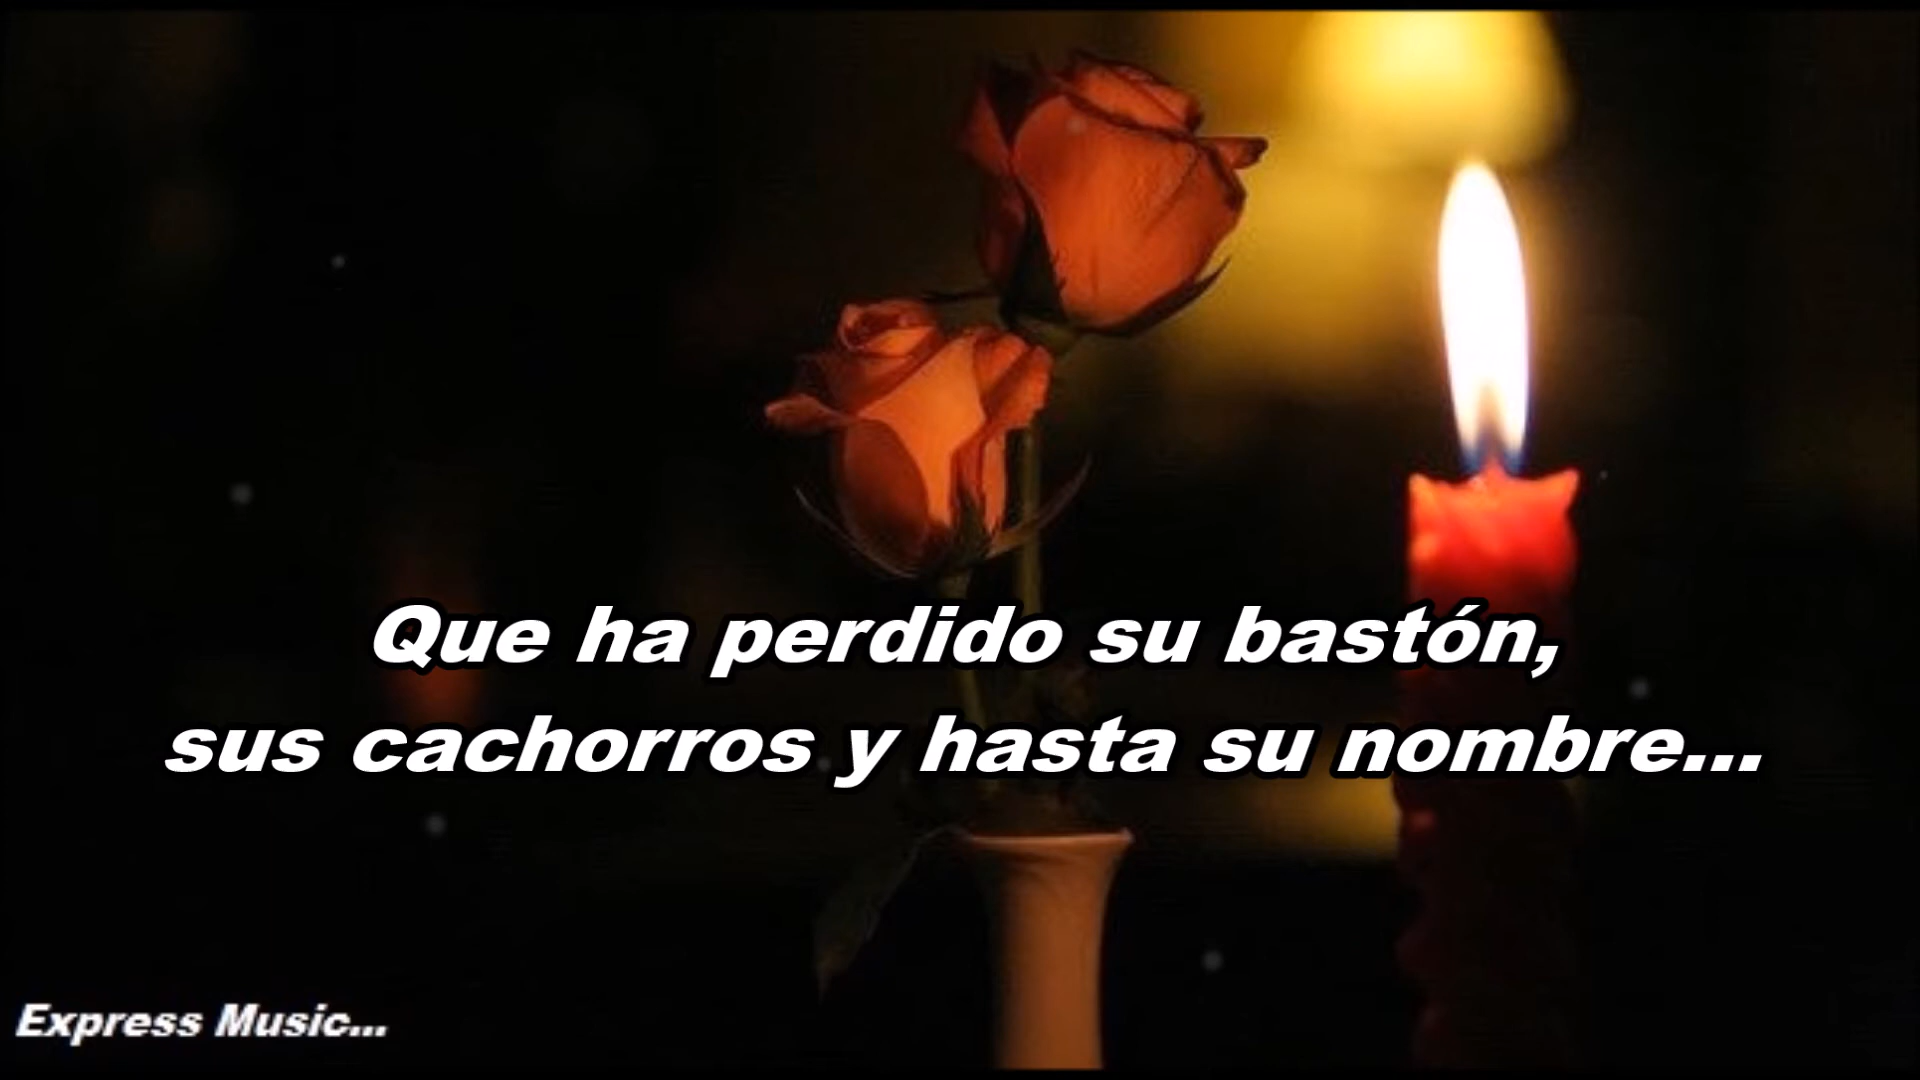 Que ha perdido su bastón,
sus cachorros y hasta su nombre...
Express Music...